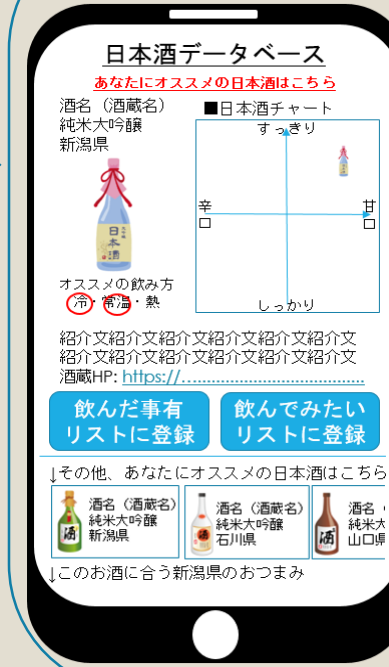 日本酒データベース
あなたにオススメの日本酒はこちら
酒名（酒蔵名）
純米大吟醸
新潟県
■日本酒チャート
すっきり
辛口
甘口
しっかり
日本酒
オススメの飲み方
冷・常温・熱
紹介文紹介文紹介文紹介文紹介文紹介文
紹介文紹介文紹介文紹介文紹介文紹介文
酒蔵HP: https://…......................................
飲んだ事有
リストに登録
飲んでみたい
リストに登録
↓その他、あなたにオススメの日本酒はこちら
酒
酒名（酒蔵名）
純米大吟醸
新潟県
酒名（酒蔵名）
純米大吟醸
石川県
酒
酒名（
純米大
山口県
↓このお酒に合う新潟県のおつまみ